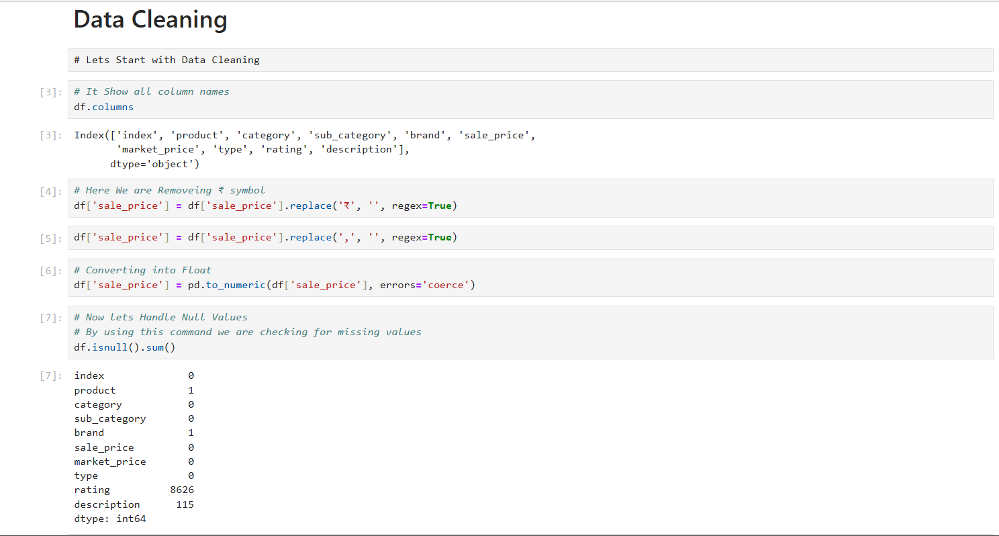 Data Cleaning
# Lets Start with Data Cleaning
[3]: # It Show all column names
df.columns
[3]: Index(['index', 'product', 'category', 'sub_category', 'brand', 'sale_price',
'market_price', 'type', 'rating', 'description'],
dtype='object')
[4]: # Here We are Removeing ₹ symbol
df['sale_price'] = df['sale_price'].replace('₹', '', regex=True)
[5]: df['sale_price'] = df['sale_price'].replace(',', '', regex=True)
[6]: # Converting into Float
df['sale_price'] = pd.to_numeric(df['sale_price'], errors='coerce')
[7]: # Now lets Handle Null Values
# By using this command we are checking for missing values
df.isnull().sum()
[7]: index 0
product 1
category 0
sub_category 0
brand 1
sale_price 0
market_price 0
type 0
rating 8626
description 115
dtype: int64